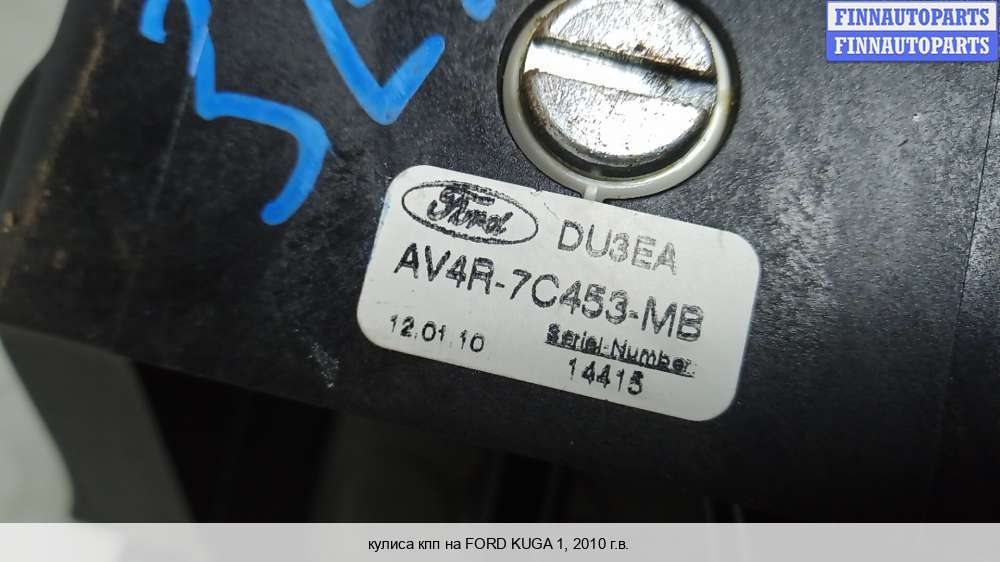 FINNAUTOPARTS
FINNAUTOPARTS
Ford
DU3EA
AV4R-7C453-MB
12.01.10
Serial-Number:
14415
кулиса кпп на FORD KUGA 1, 2010 г.в.